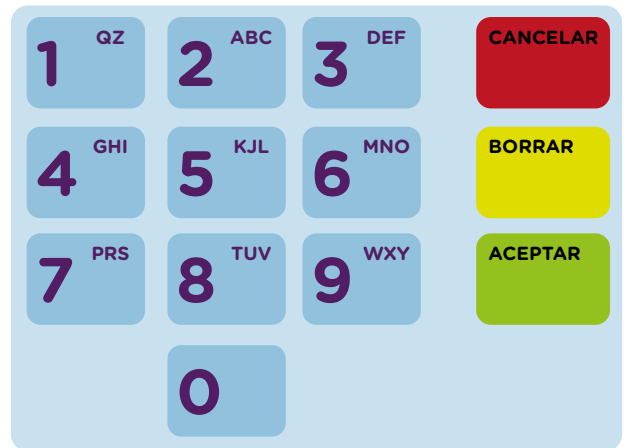 1 QZ 2 ABC 3 DEF CANCELAR
4 GHI 5 KJL 6 MNO BORRAR
7 PRS 8 TUV 9 WXY ACEPTAR
0